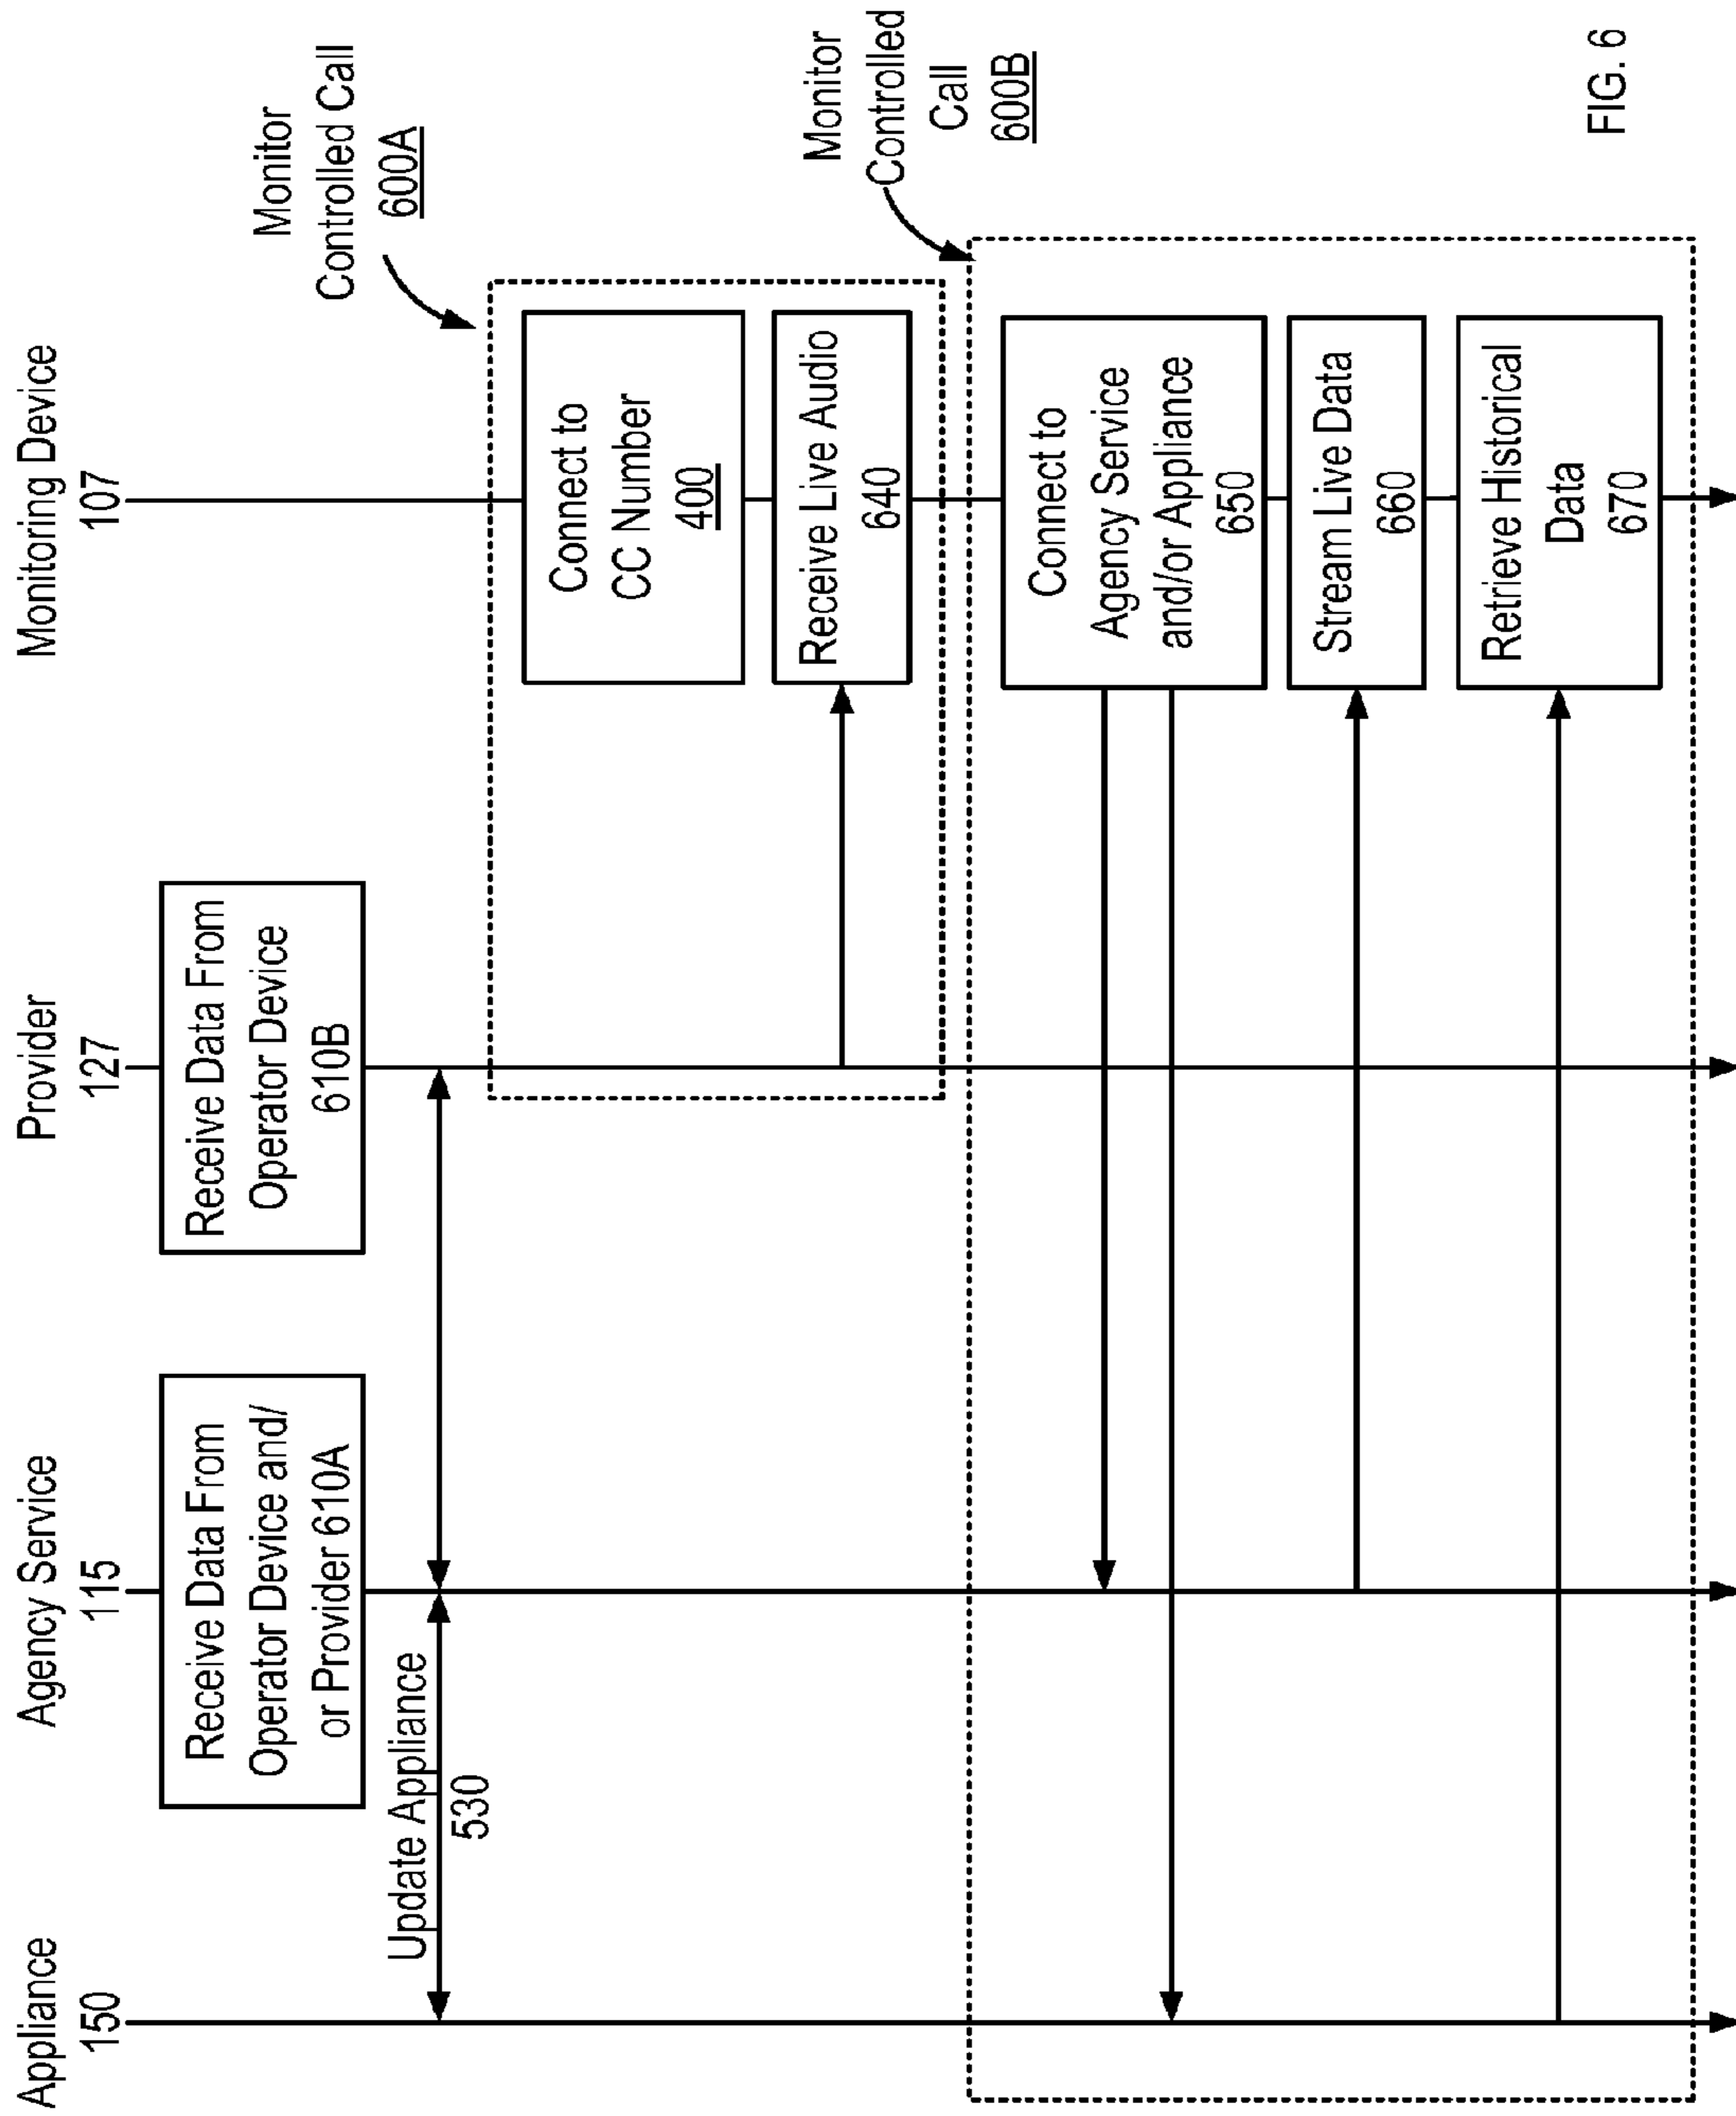 Appliance
150
Agency Service
115
Provider
127
Monitoring Device
107
Receive Data From
Operator Device and/
or Provider 610A
Receive Data From
Operator Device
610B
Update Appliance
530
Monitor
Controlled Call
600A
Connect to
CC Number
400
Receive Live Audio
640
Monitor
Controlled
Call
600B
Connect to
Agency Service
and/or Appliance
650
Stream Live Data
660
Retrieve Historical
Data
670
FIG. 6